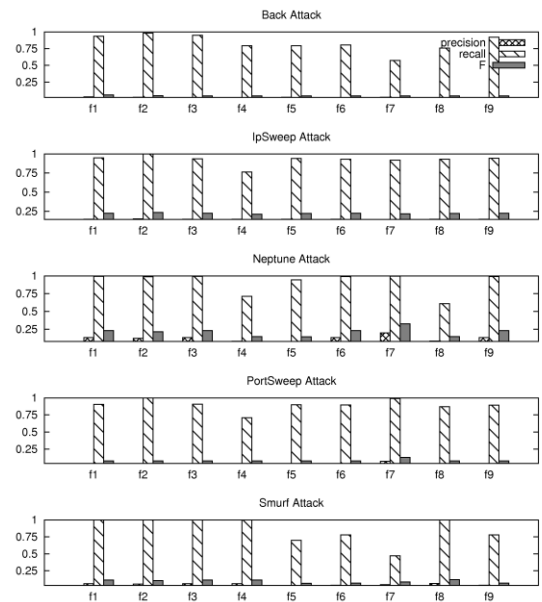 Back Attack
1
0.75
0.5
0.25
precision
recall
F
f1 f2 f3 f4 f5 f6 f7 f8 f9
IpSweep Attack
1
0.75
0.5
0.25
f1 f2 f3 f4 f5 f6 f7 f8 f9
Neptune Attack
1
0.75
0.5
0.25
f1 f2 f3 f4 f5 f6 f7 f8 f9
PortSweep Attack
1
0.75
0.5
0.25
f1 f2 f3 f4 f5 f6 f7 f8 f9
Smurf Attack
1
0.75
0.5
0.25
f1 f2 f3 f4 f5 f6 f7 f8 f9